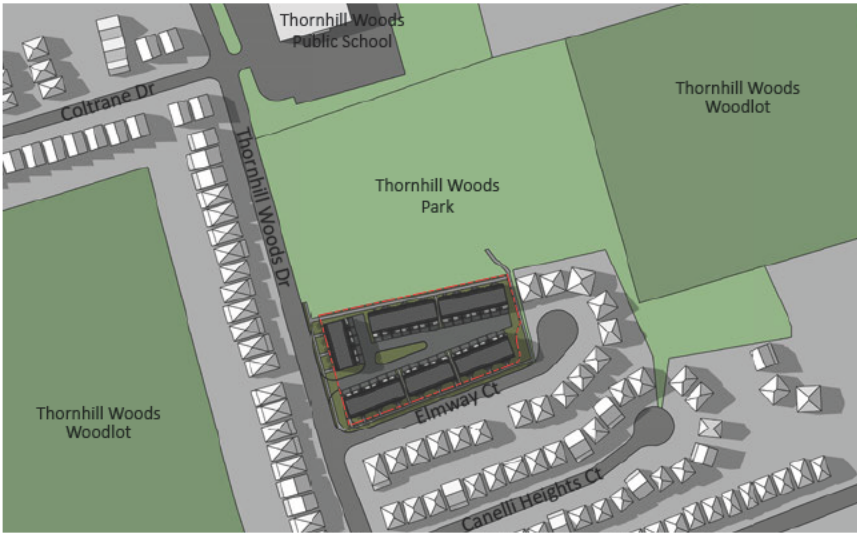 Thornhill Woods
Public School
Coltrane Dr
Thornhill Woods
Woodlot
Thornhill Woods Dr
Thornhill Woods
Park
Thornhill Woods
Woodlot
Elmway Ct
Canelli Heights Ct